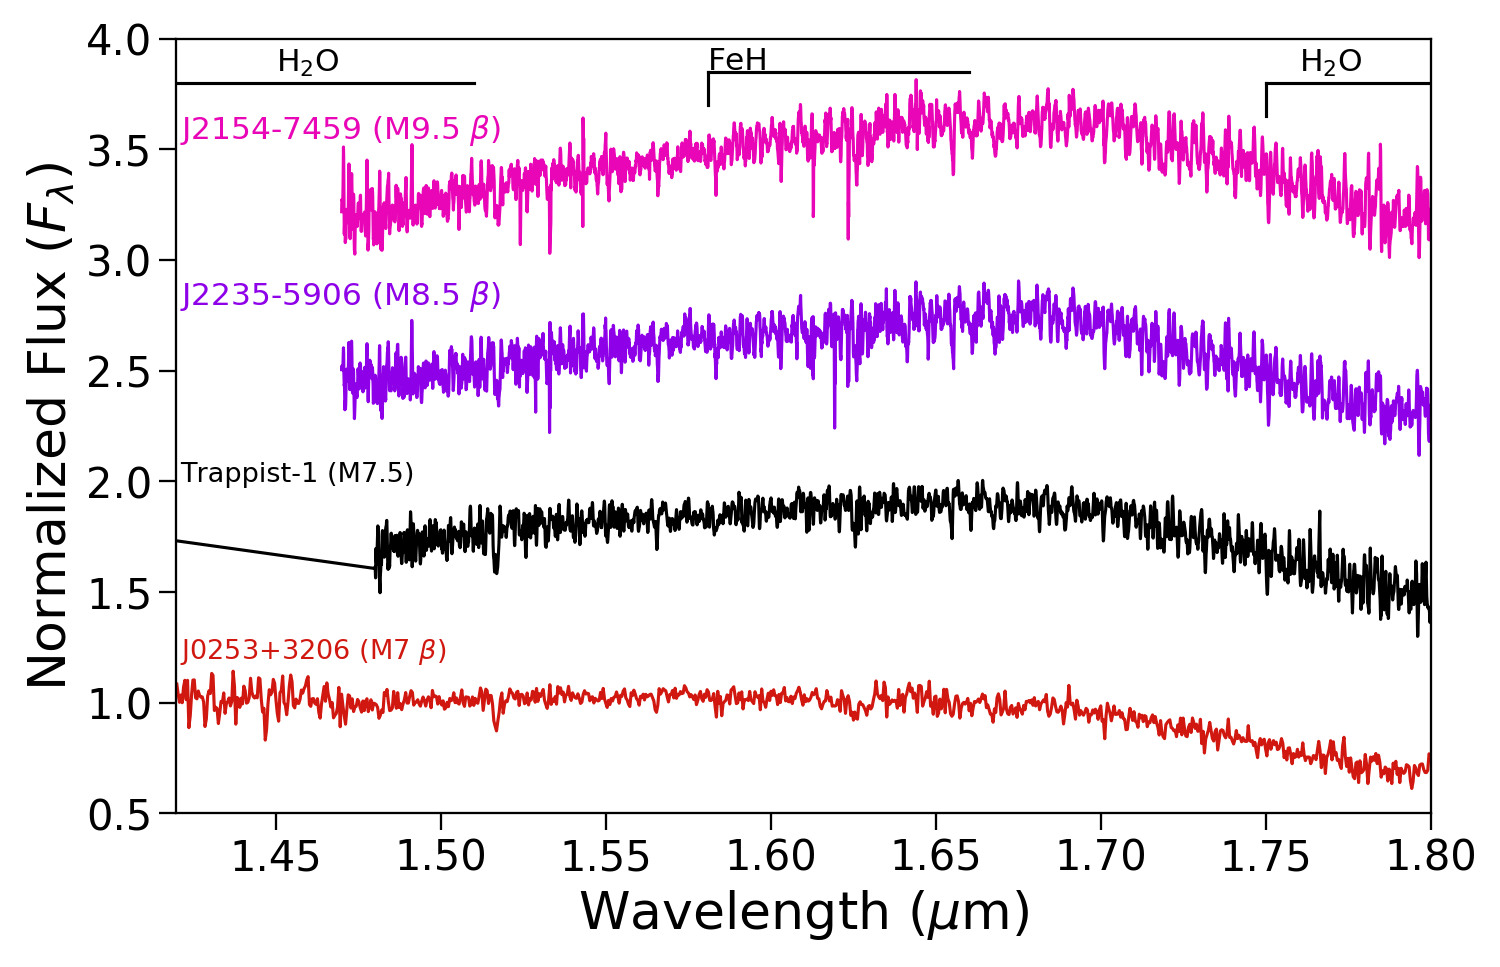 4.0
H₂O
FeH
H₂O
J2154-7459 (M9.5 β)
3.5
3.0
J2235-5906 (M8.5 β)
2.5
2.0
Trappist-1 (M7.5)
1.5
J0253+3206 (M7 β)
1.0
0.5
Normalized Flux (Fλ)
1.45 1.50 1.55 1.60 1.65 1.70 1.75 1.80
Wavelength (μm)